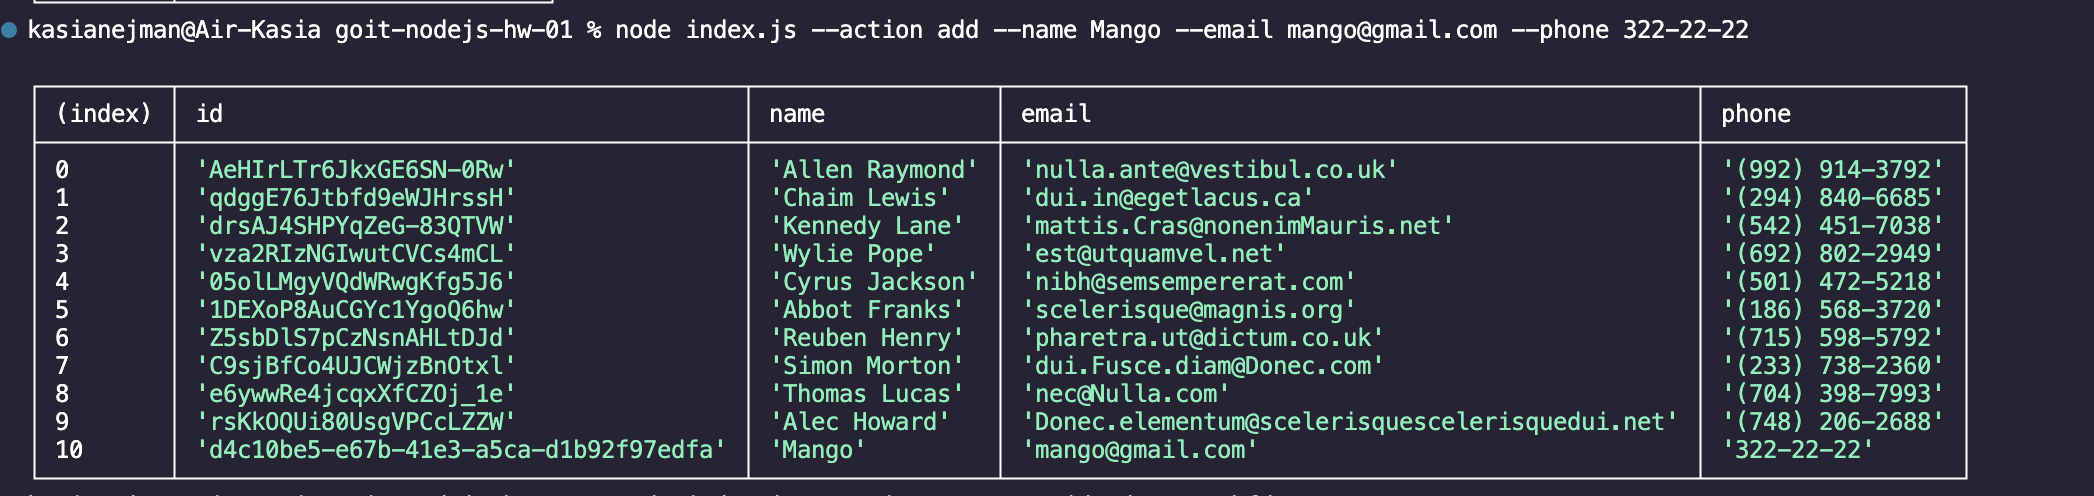 kasianejman@Air-Kasia goit-nodejs-hw-01 % node index.js --action add --name Mango --email mango@gmail.com --phone 322-22-22
(index) id name email phone
0 'AeHIrLTr6JkxGE6SN-0Rw' 'Allen Raymond' 'nulla.ante@vestibul.co.uk' '(992) 914-3792'
1 'qdggE76Jtbfd9eWJHrssH' 'Chaim Lewis' 'dui.in@egetlacus.ca' '(294) 840-6685'
2 'drsAJ4SHPYqZeG-83QTVW' 'Kennedy Lane' 'mattis.Cras@nonenimMauris.net' '(542) 451-7038'
3 'vza2RIzNGIwutCVCs4mCL' 'Wylie Pope' 'est@utquamvel.net' '(692) 802-2949'
4 '05olLMgyVQdWRwgKfg5J6' 'Cyrus Jackson' 'nibh@semsempererat.com' '(501) 472-5218'
5 '1DEXoP8AuCGYc1YgoQ6hw' 'Abbot Franks' 'scelerisque@magnis.org' '(186) 568-3720'
6 'Z5sbDlS7pCzNsnAHLtDJd' 'Reuben Henry' 'pharetra.ut@dictum.co.uk' '(715) 598-5792'
7 'C9sjBfCo4UJCWjzBnOtxl' 'Simon Morton' 'dui.Fusce.diam@Donec.com' '(233) 738-2360'
8 'e6ywwRe4jcqxXfCZOj_1e' 'Thomas Lucas' 'nec@Nulla.com' '(704) 398-7993'
9 'rsKkOQUi80UsgVPCcLZZW' 'Alec Howard' 'Donec.elementum@scelerisquescelerisquedui.net' '(748) 206-2688'
10 'd4c10be5-e67b-41e3-a5ca-d1b92f97edfa' 'Mango' 'mango@gmail.com' '322-22-22'